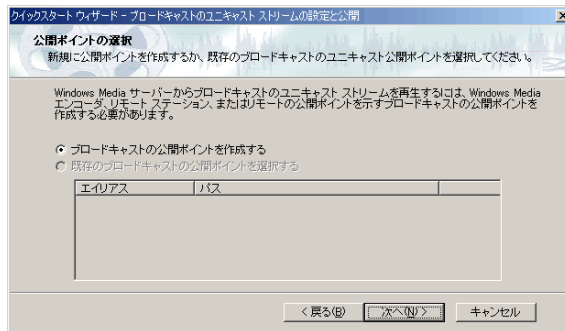 クイックスタート ウィザード - ブロードキャストのユニキャスト ストリームの設定と公開
公開ポイントの選択
新規に公開ポイントを作成するか、既存のブロードキャストのユニキャスト公開ポイントを選択してください。
Windows Media サーバーからブロードキャストのユニキャスト ストリームを再生するには、Windows Media
エンコーダ、リモート ステーション、またはリモートの公開ポイントを示すブロードキャストの公開ポイントを
作成する必要があります。
ブロードキャストの公開ポイントを作成する
既存のブロードキャストの公開ポイントを選択する
エイリアス パス
< 戻る(B) 次へ(N) > キャンセル